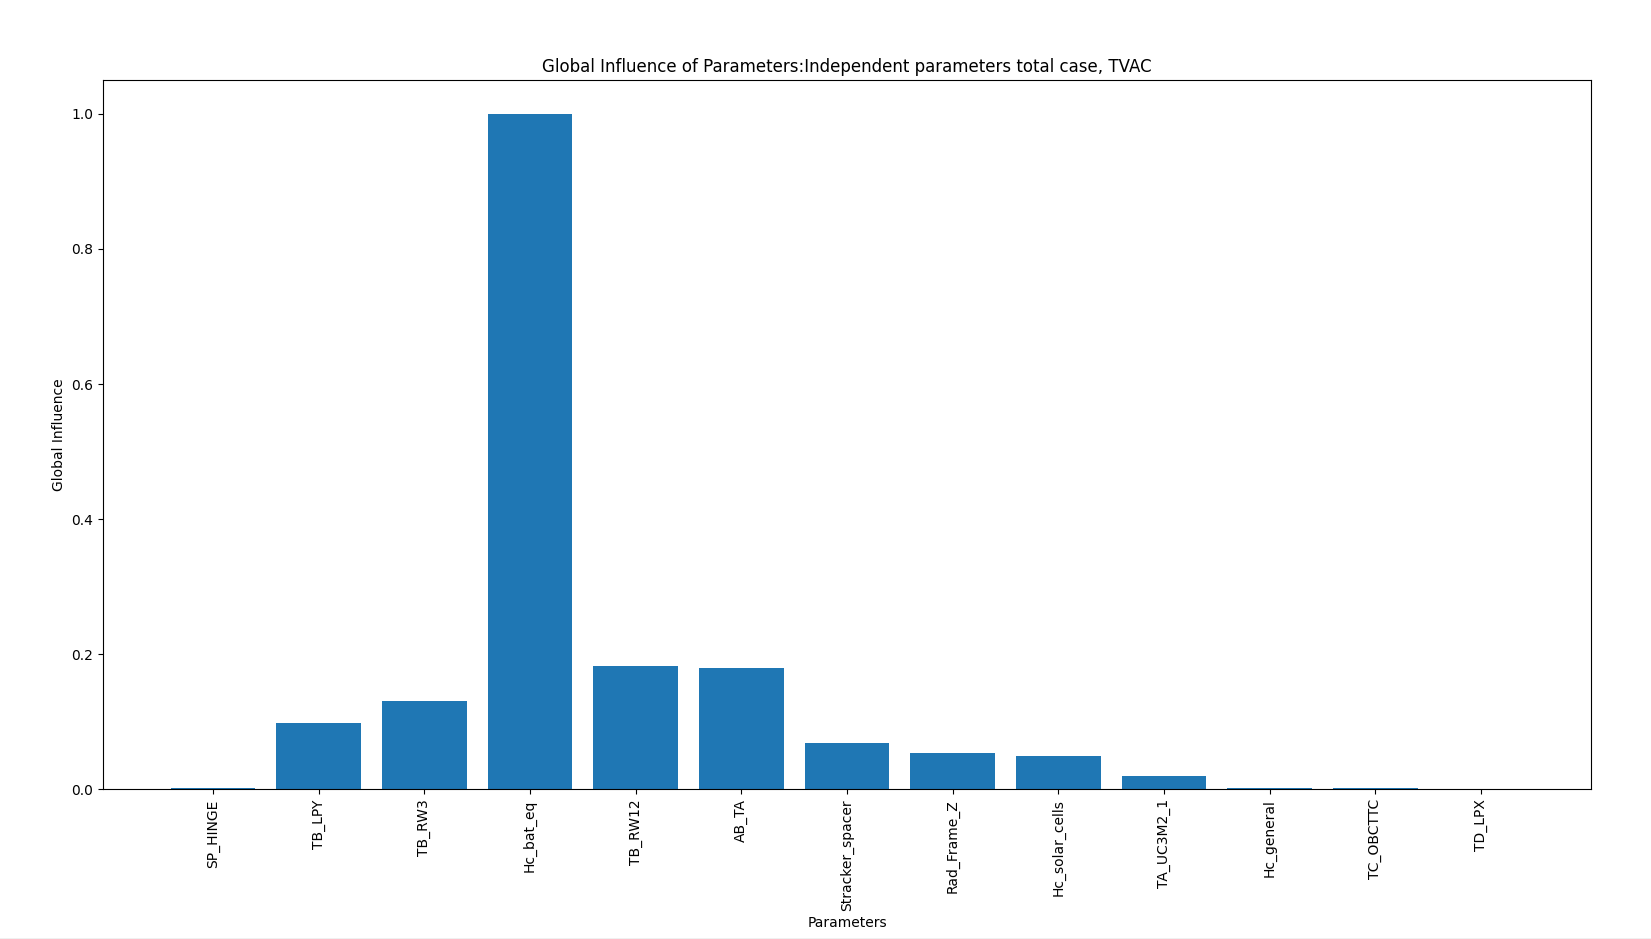 Global Influence of Parameters:Independent parameters total case, TVAC
Global Influence
1.0
0.8
0.6
0.4
0.2
0.0
SP_HINGE
TB_LPY
TB_RW3
Hc_bat_eq
TB_RW12
AB_TA
Stracker_spacer
Rad_Frame_Z
Hc_solar_cells
TA_UC3M2_1
Hc_general
TC_OBCTTC
TD_LPX
Parameters